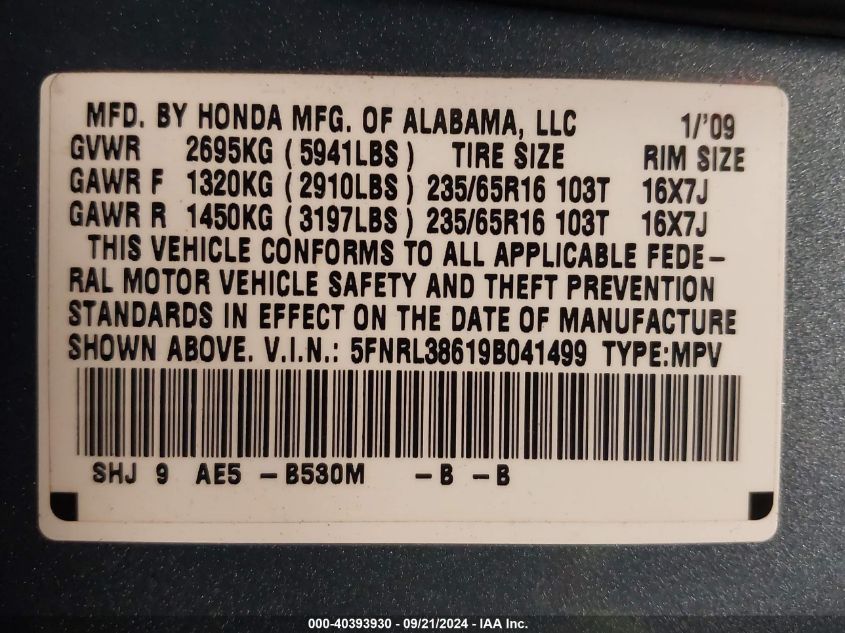 MFD. BY HONDA MFG. OF ALABAMA, LLC 1/'09
GVWR 2695KG (5941LBS) TIRE SIZE RIM SIZE
GAWR F 1320KG (2910LBS) 235/65R16 103T 16X7J
GAWR R 1450KG (3197LBS) 235/65R16 103T 16X7J
THIS VEHICLE CONFORMS TO ALL APPLICABLE FEDE-
RAL MOTOR VEHICLE SAFETY AND THEFT PREVENTION
STANDARDS IN EFFECT ON THE DATE OF MANUFACTURE
SHOWN ABOVE. V.I.N.: 5FNRL38619B041499 TYPE:MPV
SHJ 9 AE5 -B530M -B -B
000-40393930 - 09/21/2024 - IAA Inc.